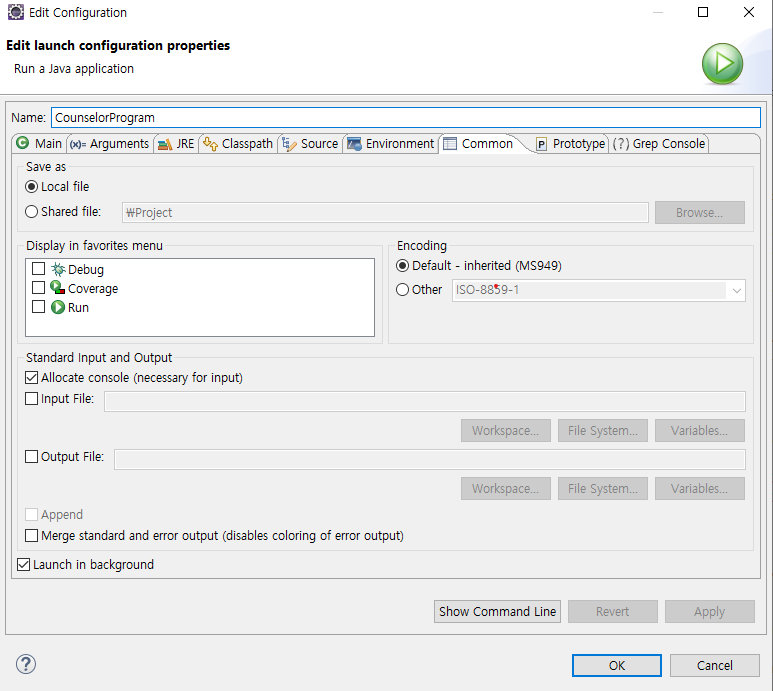 Edit Configuration
Edit launch configuration properties
Run a Java application
Name: CounselorProgram
Main (x)= Arguments JRE Classpath Source Environment Common Prototype (?) Grep Console
Save as
Local file
Shared file: ₩Project Browse...
Display in favorites menu
Debug
Coverage
Run
Encoding
Default - inherited (MS949)
Other ISO-8859-1
Standard Input and Output
Allocate console (necessary for input)
Input File:
Workspace... File System... Variables...
Output File:
Workspace... File System... Variables...
Append
Merge standard and error output (disables coloring of error output)
Launch in background
Show Command Line Revert Apply
OK Cancel